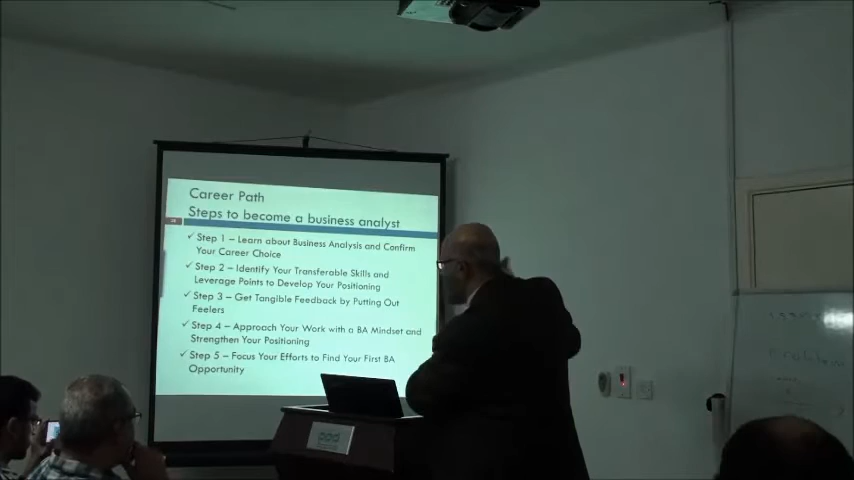 Career Path
Steps to become a business analyst
Step 1 – Learn about Business Analysis and Confirm
Your Career Choice
Step 2 – Identify Your Transferable Skills and
Leverage Points to Develop Your Positioning
Step 3 – Get Tangible Feedback by Putting Out
Feelers
Step 4 – Approach Your Work with a BA Mindset and
Strengthen Your Positioning
Step 5 – Focus Your Efforts to Find Your First BA
Opportunity